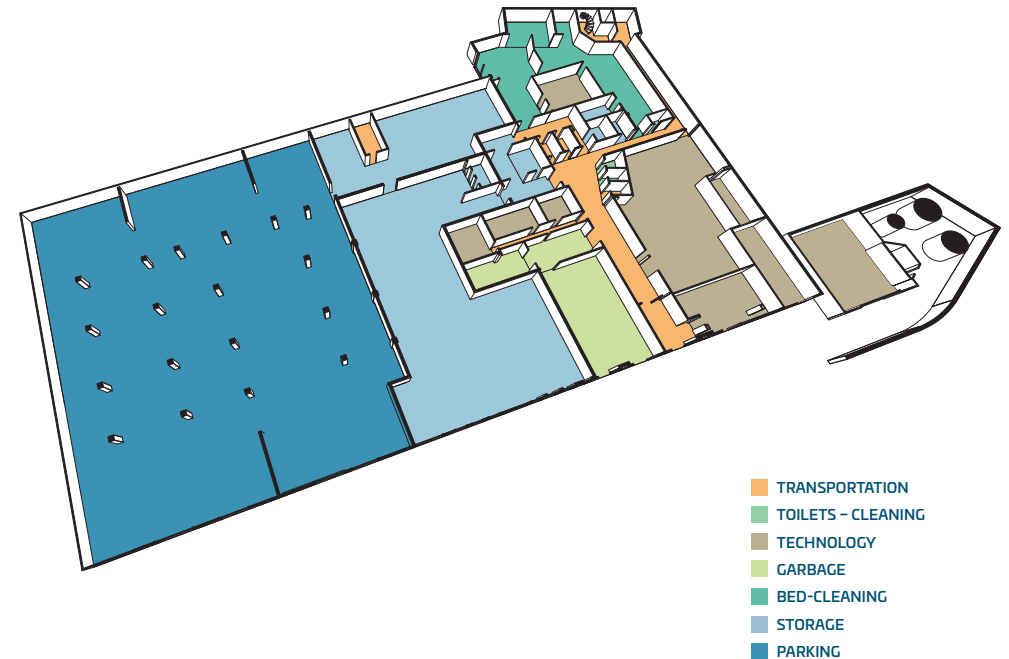 TRANSPORTATION
TOILETS – CLEANING
TECHNOLOGY
GARBAGE
BED-CLEANING
STORAGE
PARKING